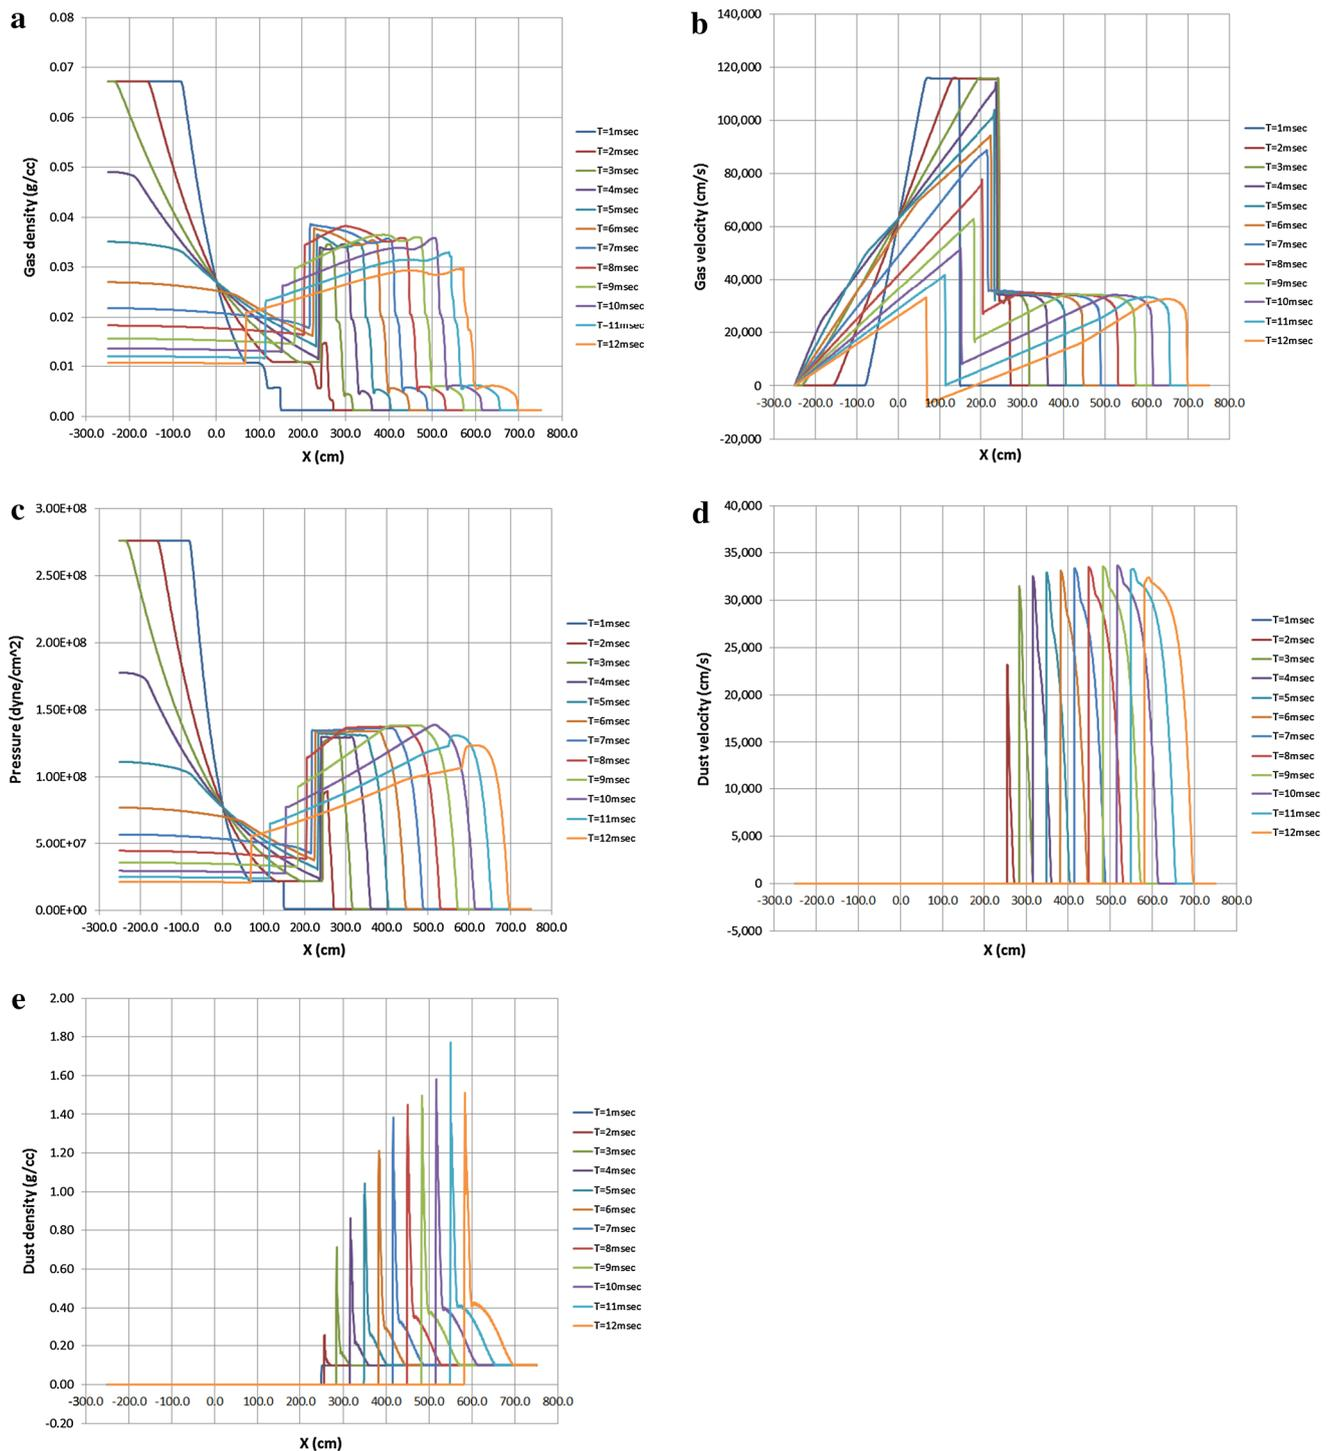 a
Gas density (g/cc)
0.08
0.07
0.06
0.05
0.04
0.03
0.02
0.01
0.00
-300.0 -200.0 -100.0 0.0 100.0 200.0 300.0 400.0 500.0 600.0 700.0 800.0
X (cm)
T=1msec
T=2msec
T=3msec
T=4msec
T=5msec
T=6msec
T=7msec
T=8msec
T=9msec
T=10msec
T=11msec
T=12msec
b
Gas velocity (cm/s)
140,000
120,000
100,000
80,000
60,000
40,000
20,000
0
-20,000
-300.0 -200.0 -100.0 0.0 100.0 200.0 300.0 400.0 500.0 600.0 700.0 800.0
X (cm)
T=1msec
T=2msec
T=3msec
T=4msec
T=5msec
T=6msec
T=7msec
T=8msec
T=9msec
T=10msec
T=11msec
T=12msec
c
Pressure (dyne/cm^2)
3.00E+08
2.50E+08
2.00E+08
1.50E+08
1.00E+08
5.00E+07
0.00E+00
-300.0 -200.0 -100.0 0.0 100.0 200.0 300.0 400.0 500.0 600.0 700.0 800.0
X (cm)
T=1msec
T=2msec
T=3msec
T=4msec
T=5msec
T=6msec
T=7msec
T=8msec
T=9msec
T=10msec
T=11msec
T=12msec
d
Dust velocity (cm/s)
40,000
35,000
30,000
25,000
20,000
15,000
10,000
5,000
0
-5,000
-300.0 -200.0 -100.0 0.0 100.0 200.0 300.0 400.0 500.0 600.0 700.0 800.0
X (cm)
T=1msec
T=2msec
T=3msec
T=4msec
T=5msec
T=6msec
T=7msec
T=8msec
T=9msec
T=10msec
T=11msec
T=12msec
e
Dust density (g/cc)
2.00
1.80
1.60
1.40
1.20
1.00
0.80
0.60
0.40
0.20
0.00
-0.20
-300.0 -200.0 -100.0 0.0 100.0 200.0 300.0 400.0 500.0 600.0 700.0 800.0
X (cm)
T=1msec
T=2msec
T=3msec
T=4msec
T=5msec
T=6msec
T=7msec
T=8msec
T=9msec
T=10msec
T=11msec
T=12msec